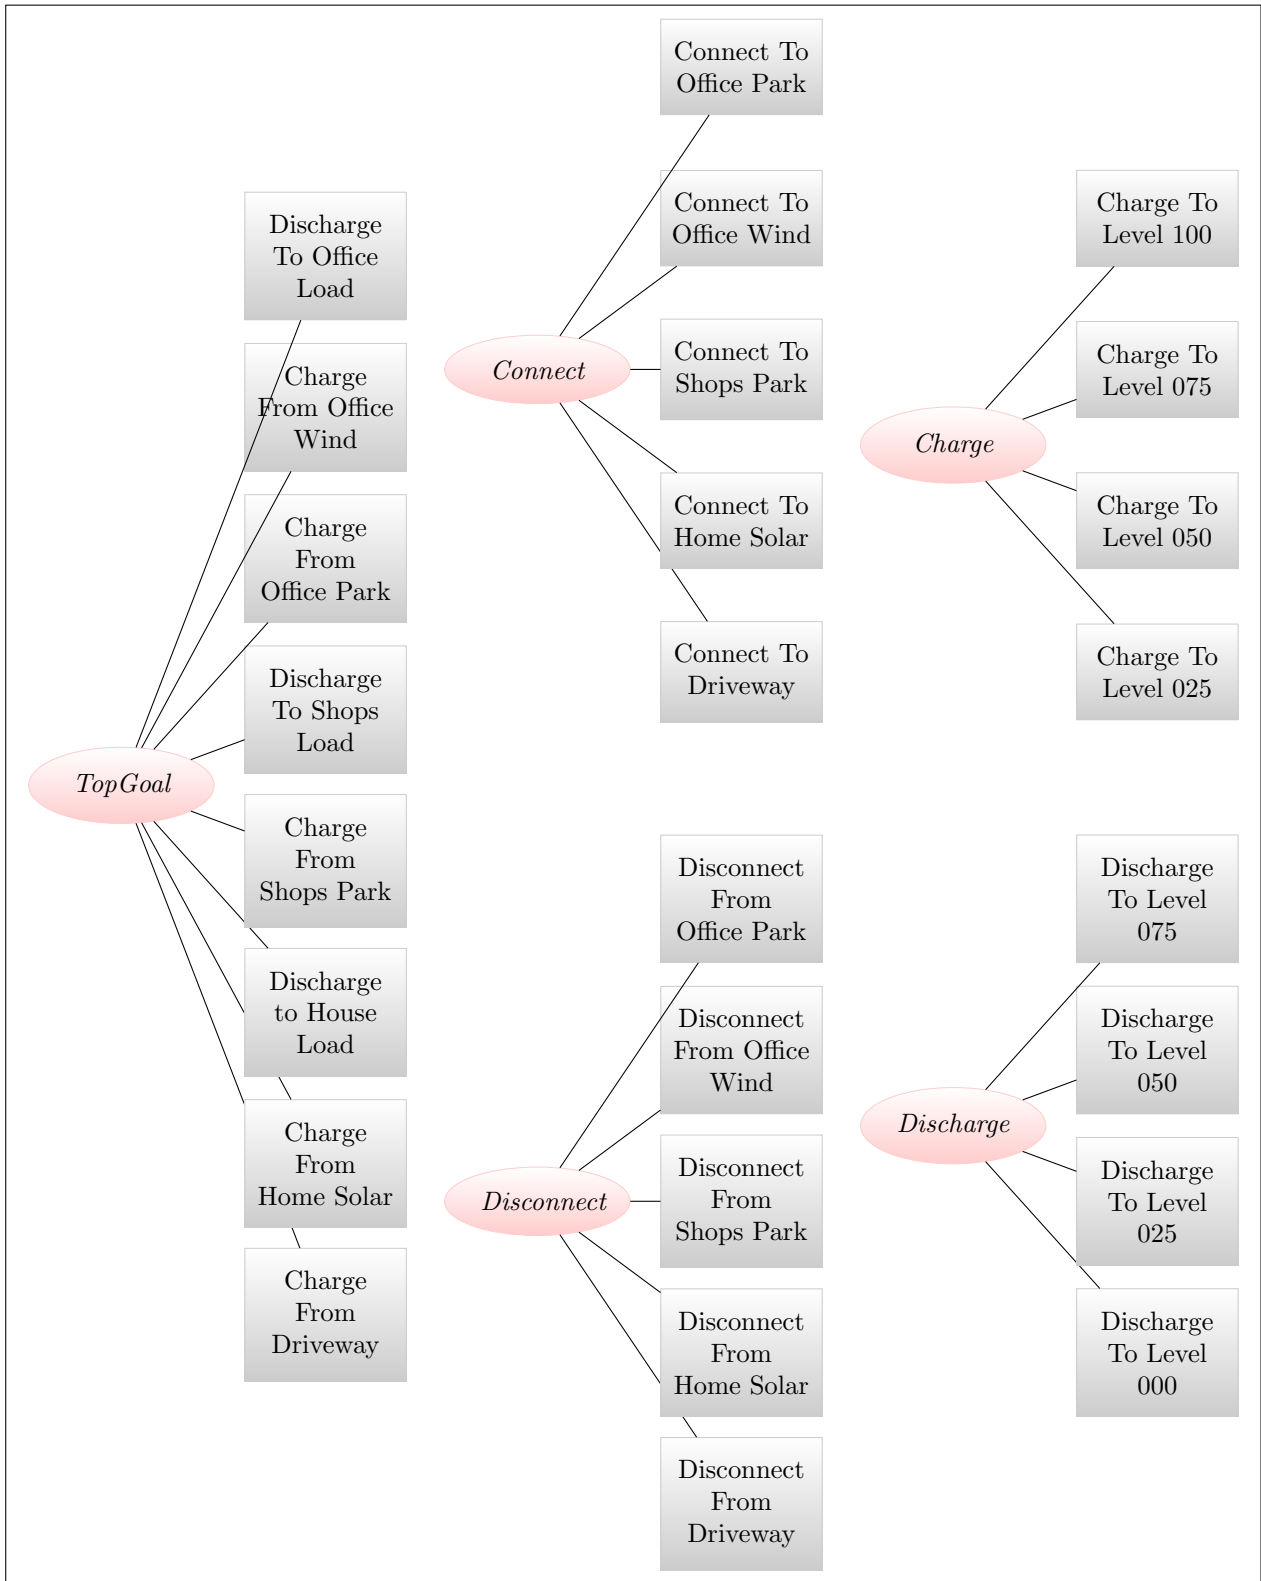 Discharge
To Office
Load
Charge
From Office
Wind
Charge
From
Office Park
Discharge
To Shops
Load
TopGoal
Charge
From
Shops Park
Discharge
to House
Load
Charge
From
Home Solar
Charge
From
Driveway
Connect To
Office Park
Connect To
Office Wind
Connect
Connect To
Shops Park
Connect To
Home Solar
Connect To
Driveway
Charge To
Level 100
Charge To
Level 075
Charge
Charge To
Level 050
Charge To
Level 025
Disconnect
From
Office Park
Disconnect
From Office
Wind
Disconnect
Disconnect
From
Shops Park
Disconnect
From
Home Solar
Disconnect
From
Driveway
Discharge
To Level
075
Discharge
To Level
050
Discharge
Discharge
To Level
025
Discharge
To Level
000